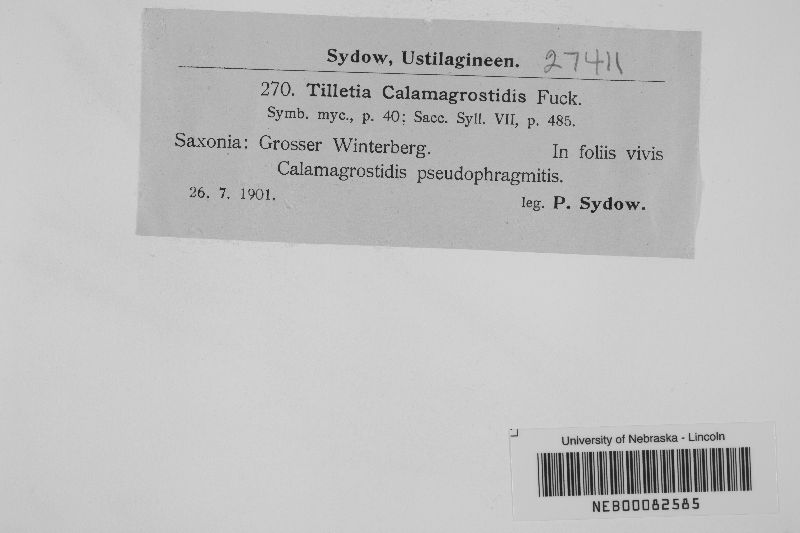 Sydow, Ustilagineen. 27411
270. Tilletia Calamagrostidis Fuck.
Symb. myc., p. 40; Sacc. Syll. VII, p. 485.
Saxonia: Grosser Winterberg. In foliis vivis
Calamagrostidis pseudophragmitis.
26. 7. 1901. leg. P. Sydow.
University of Nebraska - Lincoln
NEB00082585